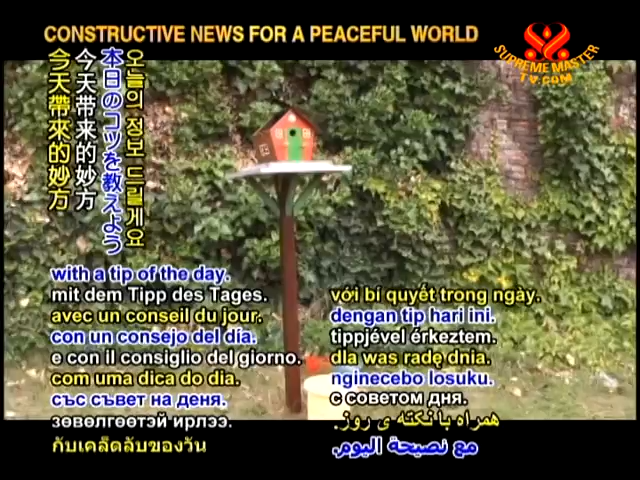 CONSTRUCTIVE NEWS FOR A PEACEFUL WORLD
SUPREME MASTER
TV.COM
今天帶來的妙方
今天带来的妙方
本日のコツを教えよう
오늘의 정보 드릴게요
with a tip of the day.
mit dem Tipp des Tages.
avec un conseil du jour.
con un consejo del día.
e con il consiglio del giorno.
com uma dica do dia.
със съвет на деня.
зөвөлгөөтэй ирлээ.
กับเคล็ดลับของวัน
với bí quyết trong ngày.
dengan tip hari ini.
tippjével érkeztem.
dla was radę dnia.
nginecebo losuku.
с советом дня.
همراه با نکته ی روز.
مع نصيحة اليوم.